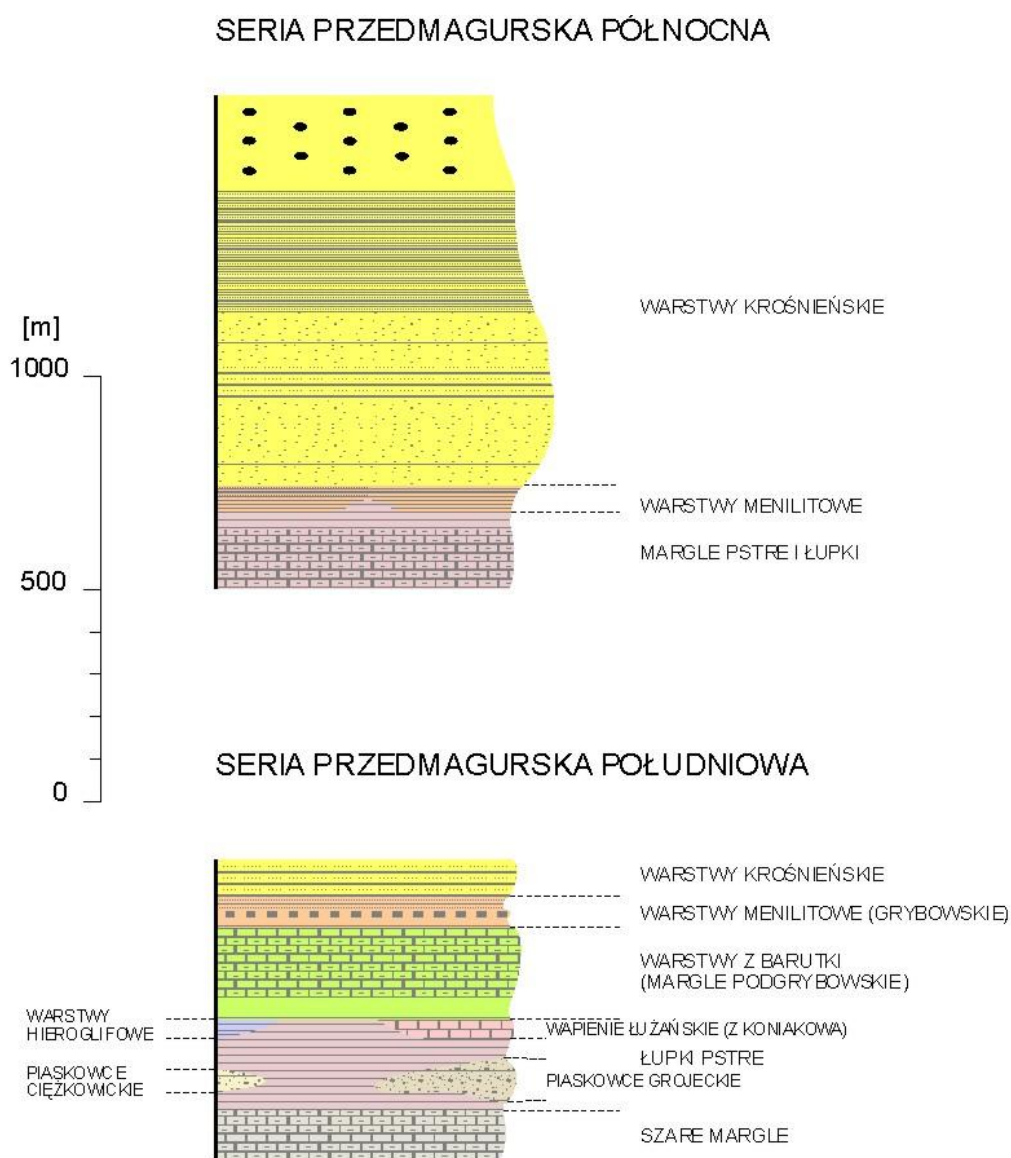 SERIA PRZEDMAGURSKA PÓŁNOCNA
WARSTWY KROŚNIEŃSKIE
[m]
1000
WARSTWY MENILITOWE
MARGLE PSTRE I ŁUPKI
500
SERIA PRZEDMAGURSKA POŁUDNIOWA
0
WARSTWY KROŚNIEŃSKIE
WARSTWY MENILITOWE (GRYBOWSKIE)
WARSTWY Z BARUTKI
(MARGLE PODGRYBOWSKIE)
WARSTWY
HIEROGLIFOWE
WAPIENIE ŁUŻAŃSKIE (Z KONIAKOWA)
ŁUPKI PSTRE
PIASKOWCE
CIĘŻKOWICKIE
PIASKOWCE GROJECKIE
SZARE MARGLE